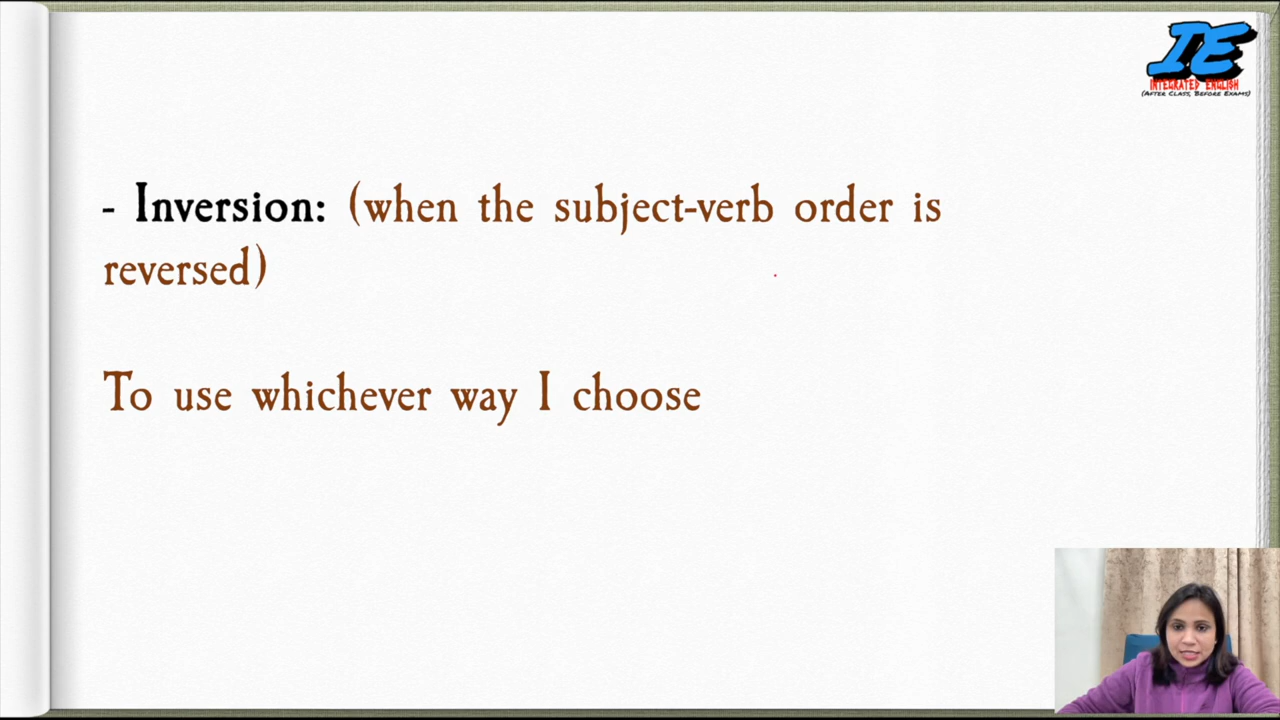 IE
INTEGRATED ENGLISH
(AFTER CLASS, BEFORE EXAMS)
- Inversion: (when the subject-verb order is
reversed)
To use whichever way I choose